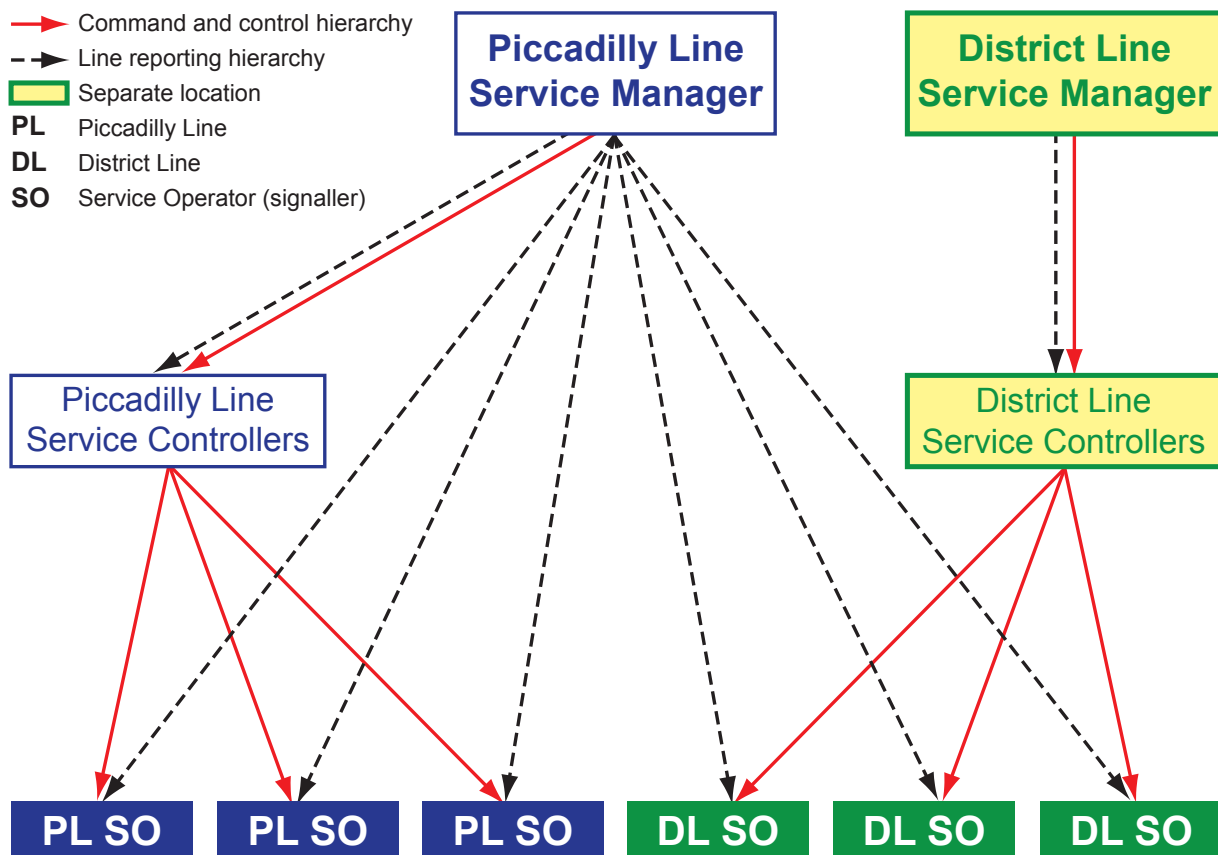 Command and control hierarchy
Line reporting hierarchy
Separate location
PL Piccadilly Line
DL District Line
SO Service Operator (signaller)
Piccadilly Line
Service Manager
District Line
Service Manager
Piccadilly Line
Service Controllers
District Line
Service Controllers
PL SO
PL SO
PL SO
DL SO
DL SO
DL SO